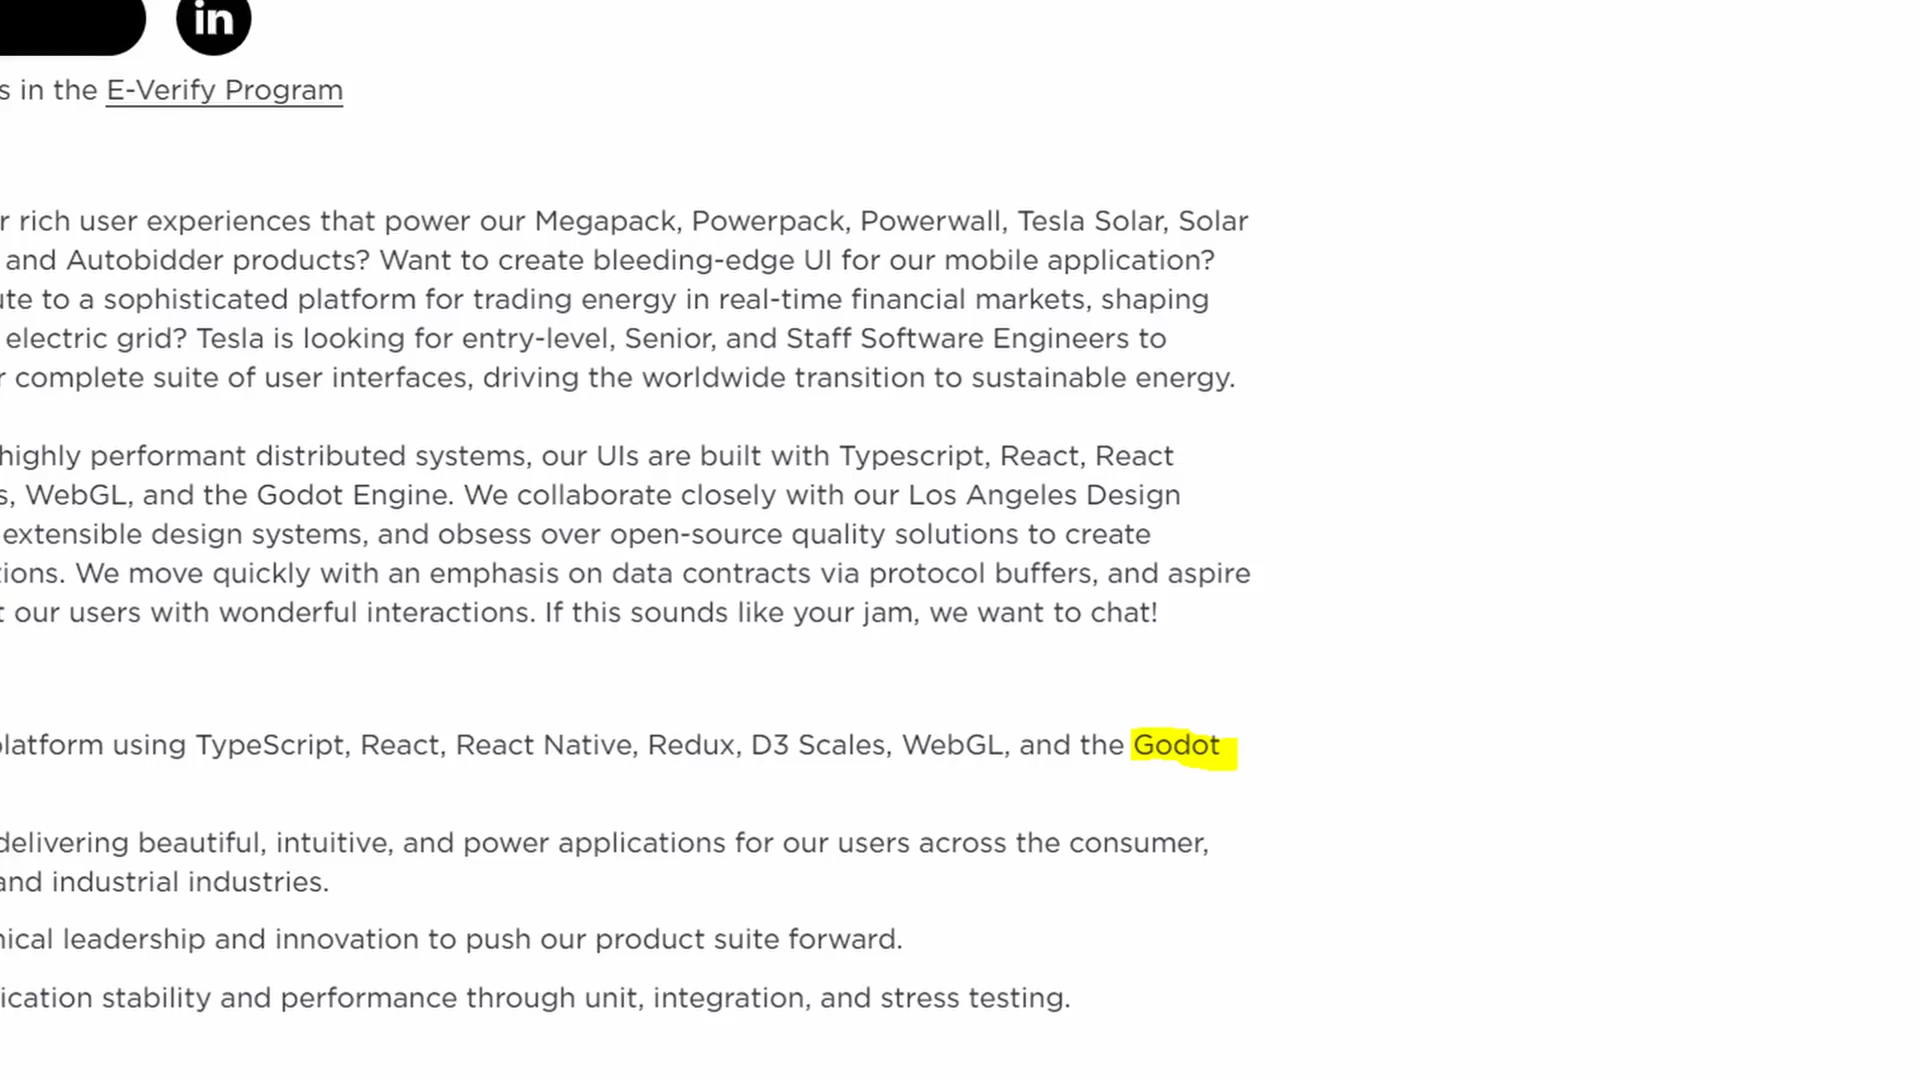 in
s in the E-Verify Program
r rich user experiences that power our Megapack, Powerpack, Powerwall, Tesla Solar, Solar
and Autobidder products? Want to create bleeding-edge UI for our mobile application?
ute to a sophisticated platform for trading energy in real-time financial markets, shaping
electric grid? Tesla is looking for entry-level, Senior, and Staff Software Engineers to
r complete suite of user interfaces, driving the worldwide transition to sustainable energy.
highly performant distributed systems, our UIs are built with Typescript, React, React
s, WebGL, and the Godot Engine. We collaborate closely with our Los Angeles Design
extensible design systems, and obsess over open-source quality solutions to create
tions. We move quickly with an emphasis on data contracts via protocol buffers, and aspire
t our users with wonderful interactions. If this sounds like your jam, we want to chat!
platform using TypeScript, React, React Native, Redux, D3 Scales, WebGL, and the Godot
delivering beautiful, intuitive, and power applications for our users across the consumer,
and industrial industries.
nical leadership and innovation to push our product suite forward.
ication stability and performance through unit, integration, and stress testing.